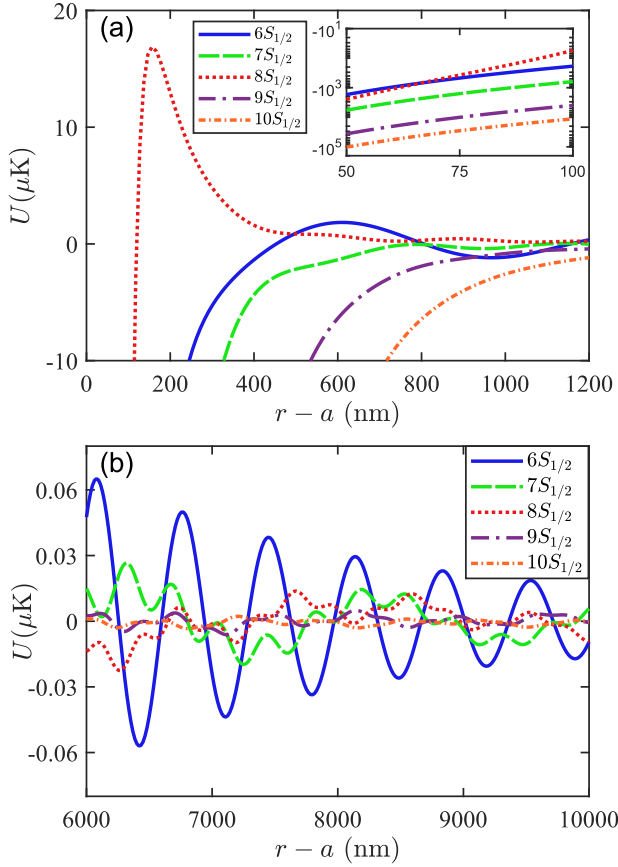 (a)
20
10
0
-10
U(μK)
6S1/2
7S1/2
8S1/2
9S1/2
10S1/2
-10^1
-10^3
-10^5
50 75 100
0 200 400 600 800 1000 1200
r − a (nm)
(b)
0.06
0.03
0
-0.03
-0.06
U(μK)
6S1/2
7S1/2
8S1/2
9S1/2
10S1/2
6000 7000 8000 9000 10000
r − a (nm)